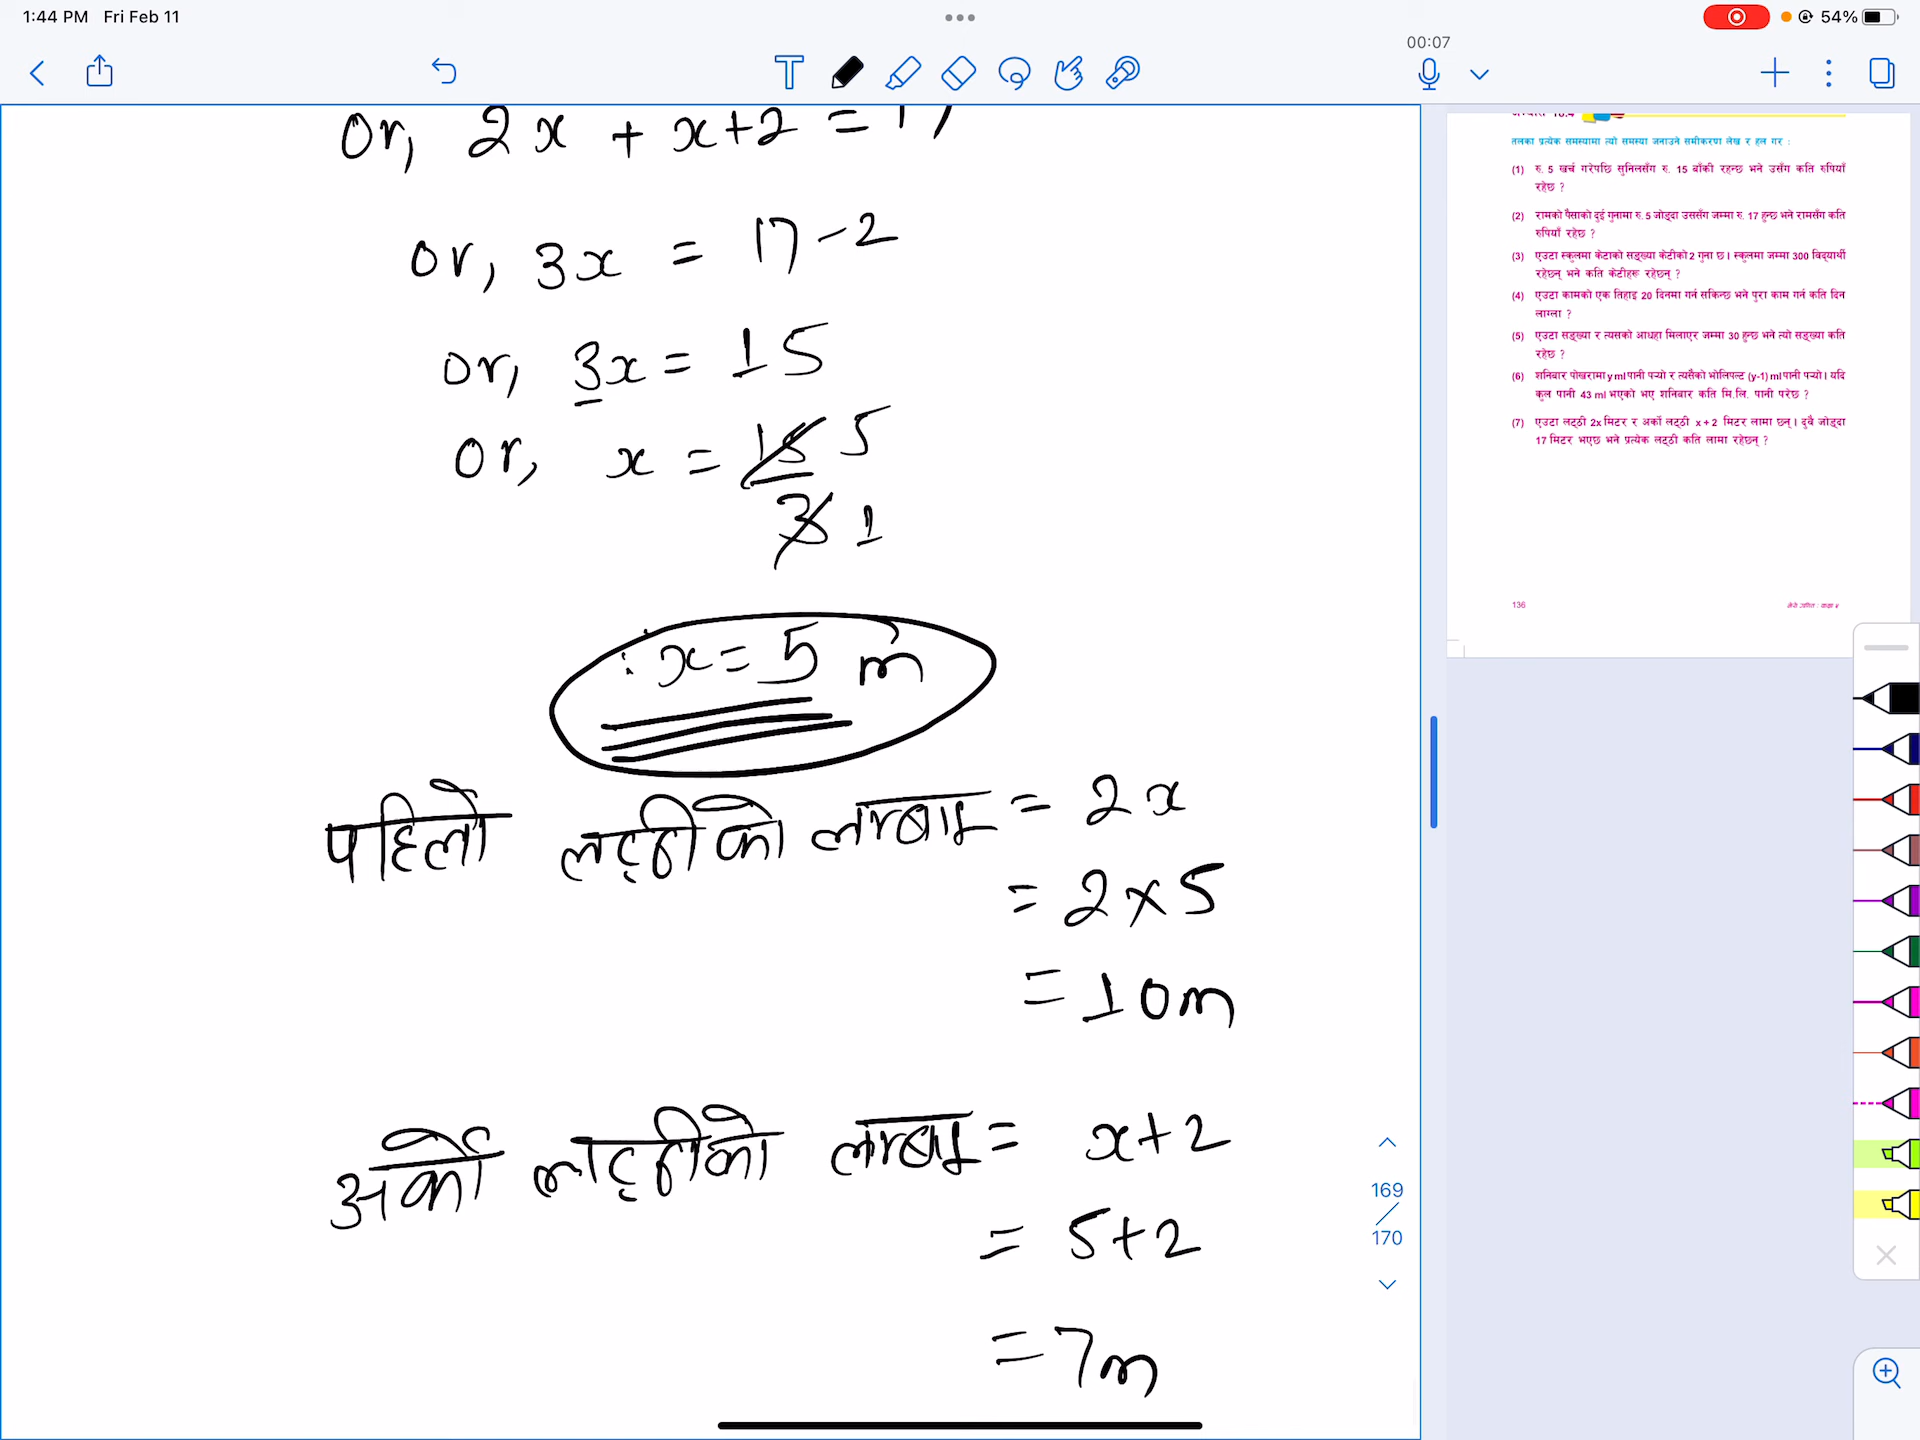 1:44 PM Fri Feb 11
54%
00:07
or, 2x + x+2 = 17
or, 3x = 17-2
or, 3x = 15
or, x = 15 5
3 1
∴ x = 5 m
पहिलो लट्ठीको लम्बाइ = 2x
= 2×5
= 10m
अर्को लट्ठीको लम्बाइ = x+2
= 5+2
= 7m
169
170
तलका प्रत्येक समस्यामा त्यो समस्या जनाउने समीकरण लेख र हल गर :
(1) रु. 5 खर्च गरेपछि सुनिलसँग रु. 15 बाँकी रहन्छ भने उसँग कति रुपियाँ
रहेछ ?
(2) रामको पैसाको दुई गुनामा रु. 5 जोड्दा उससँग जम्मा रु. 17 हुन्छ भने रामसँग कति
रुपियाँ रहेछ ?
(3) एउटा स्कुलमा केटाको सङ्ख्या केटीको 2 गुना छ। स्कुलमा जम्मा 300 विद्यार्थी
रहेछन् भने कति केटीहरू रहेछन् ?
(4) एउटा कामको एक तिहाइ 20 दिनमा गर्न सकिन्छ भने पुरा काम गर्न कति दिन
लाग्ला ?
(5) एउटा सङ्ख्या र त्यसको आधा मिलाएर जम्मा 30 हुन्छ भने त्यो सङ्ख्या कति
रहेछ ?
(6) शनिबार पोखरामा y ml पानी पऱ्यो र त्यसैको भोलिपल्ट (y-1) ml पानी पऱ्यो। यदि
कुल पानी 43 ml भएको भए शनिबार कति मि.लि. पानी परेछ ?
(7) एउटा लट्ठी 2x मिटर र अर्को लट्ठी x + 2 मिटर लामा छन्। दुवै जोड्दा
17 मिटर भएछ भने प्रत्येक लट्ठी कति लामा रहेछन् ?
136